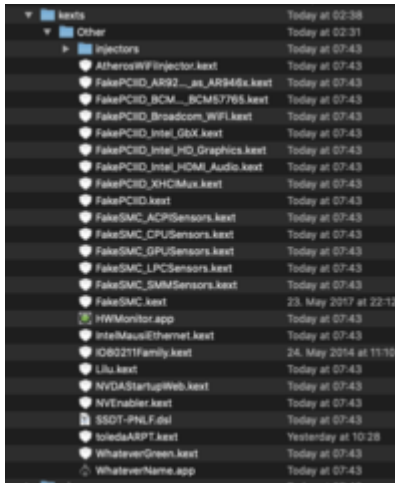 kexts Today at 02:38
Other Today at 02:31
injectors Today at 07:43
AtherosWiFiInjector.kext Today at 07:43
FakePCIID_AR92..._as_AR946x.kext Today at 07:43
FakePCIID_BCM..._BCM57765.kext Today at 07:43
FakePCIID_Broadcom_WiFi.kext Today at 07:43
FakePCIID_Intel_GbX.kext Today at 07:43
FakePCIID_Intel_HD_Graphics.kext Today at 07:43
FakePCIID_Intel_HDMI_Audio.kext Today at 07:43
FakePCIID_XHCIMux.kext Today at 07:43
FakePCIID.kext Today at 07:43
FakeSMC_ACPISensors.kext Today at 07:43
FakeSMC_CPUSensors.kext Today at 07:43
FakeSMC_GPUSensors.kext Today at 07:43
FakeSMC_LPCSensors.kext Today at 07:43
FakeSMC_SMMSensors.kext Today at 07:43
FakeSMC.kext 23. May 2017 at 22:12
HWMonitor.app Today at 07:43
IntelMausiEthernet.kext Today at 07:43
IO80211Family.kext 24. May 2014 at 11:10
Lilu.kext Today at 07:43
NVDAStartupWeb.kext Today at 07:43
NVEnabler.kext Today at 07:43
SSDT-PNLF.dsl Today at 07:43
toledaARPT.kext Yesterday at 10:28
WhateverGreen.kext Today at 07:43
WhateverName.app Today at 07:43